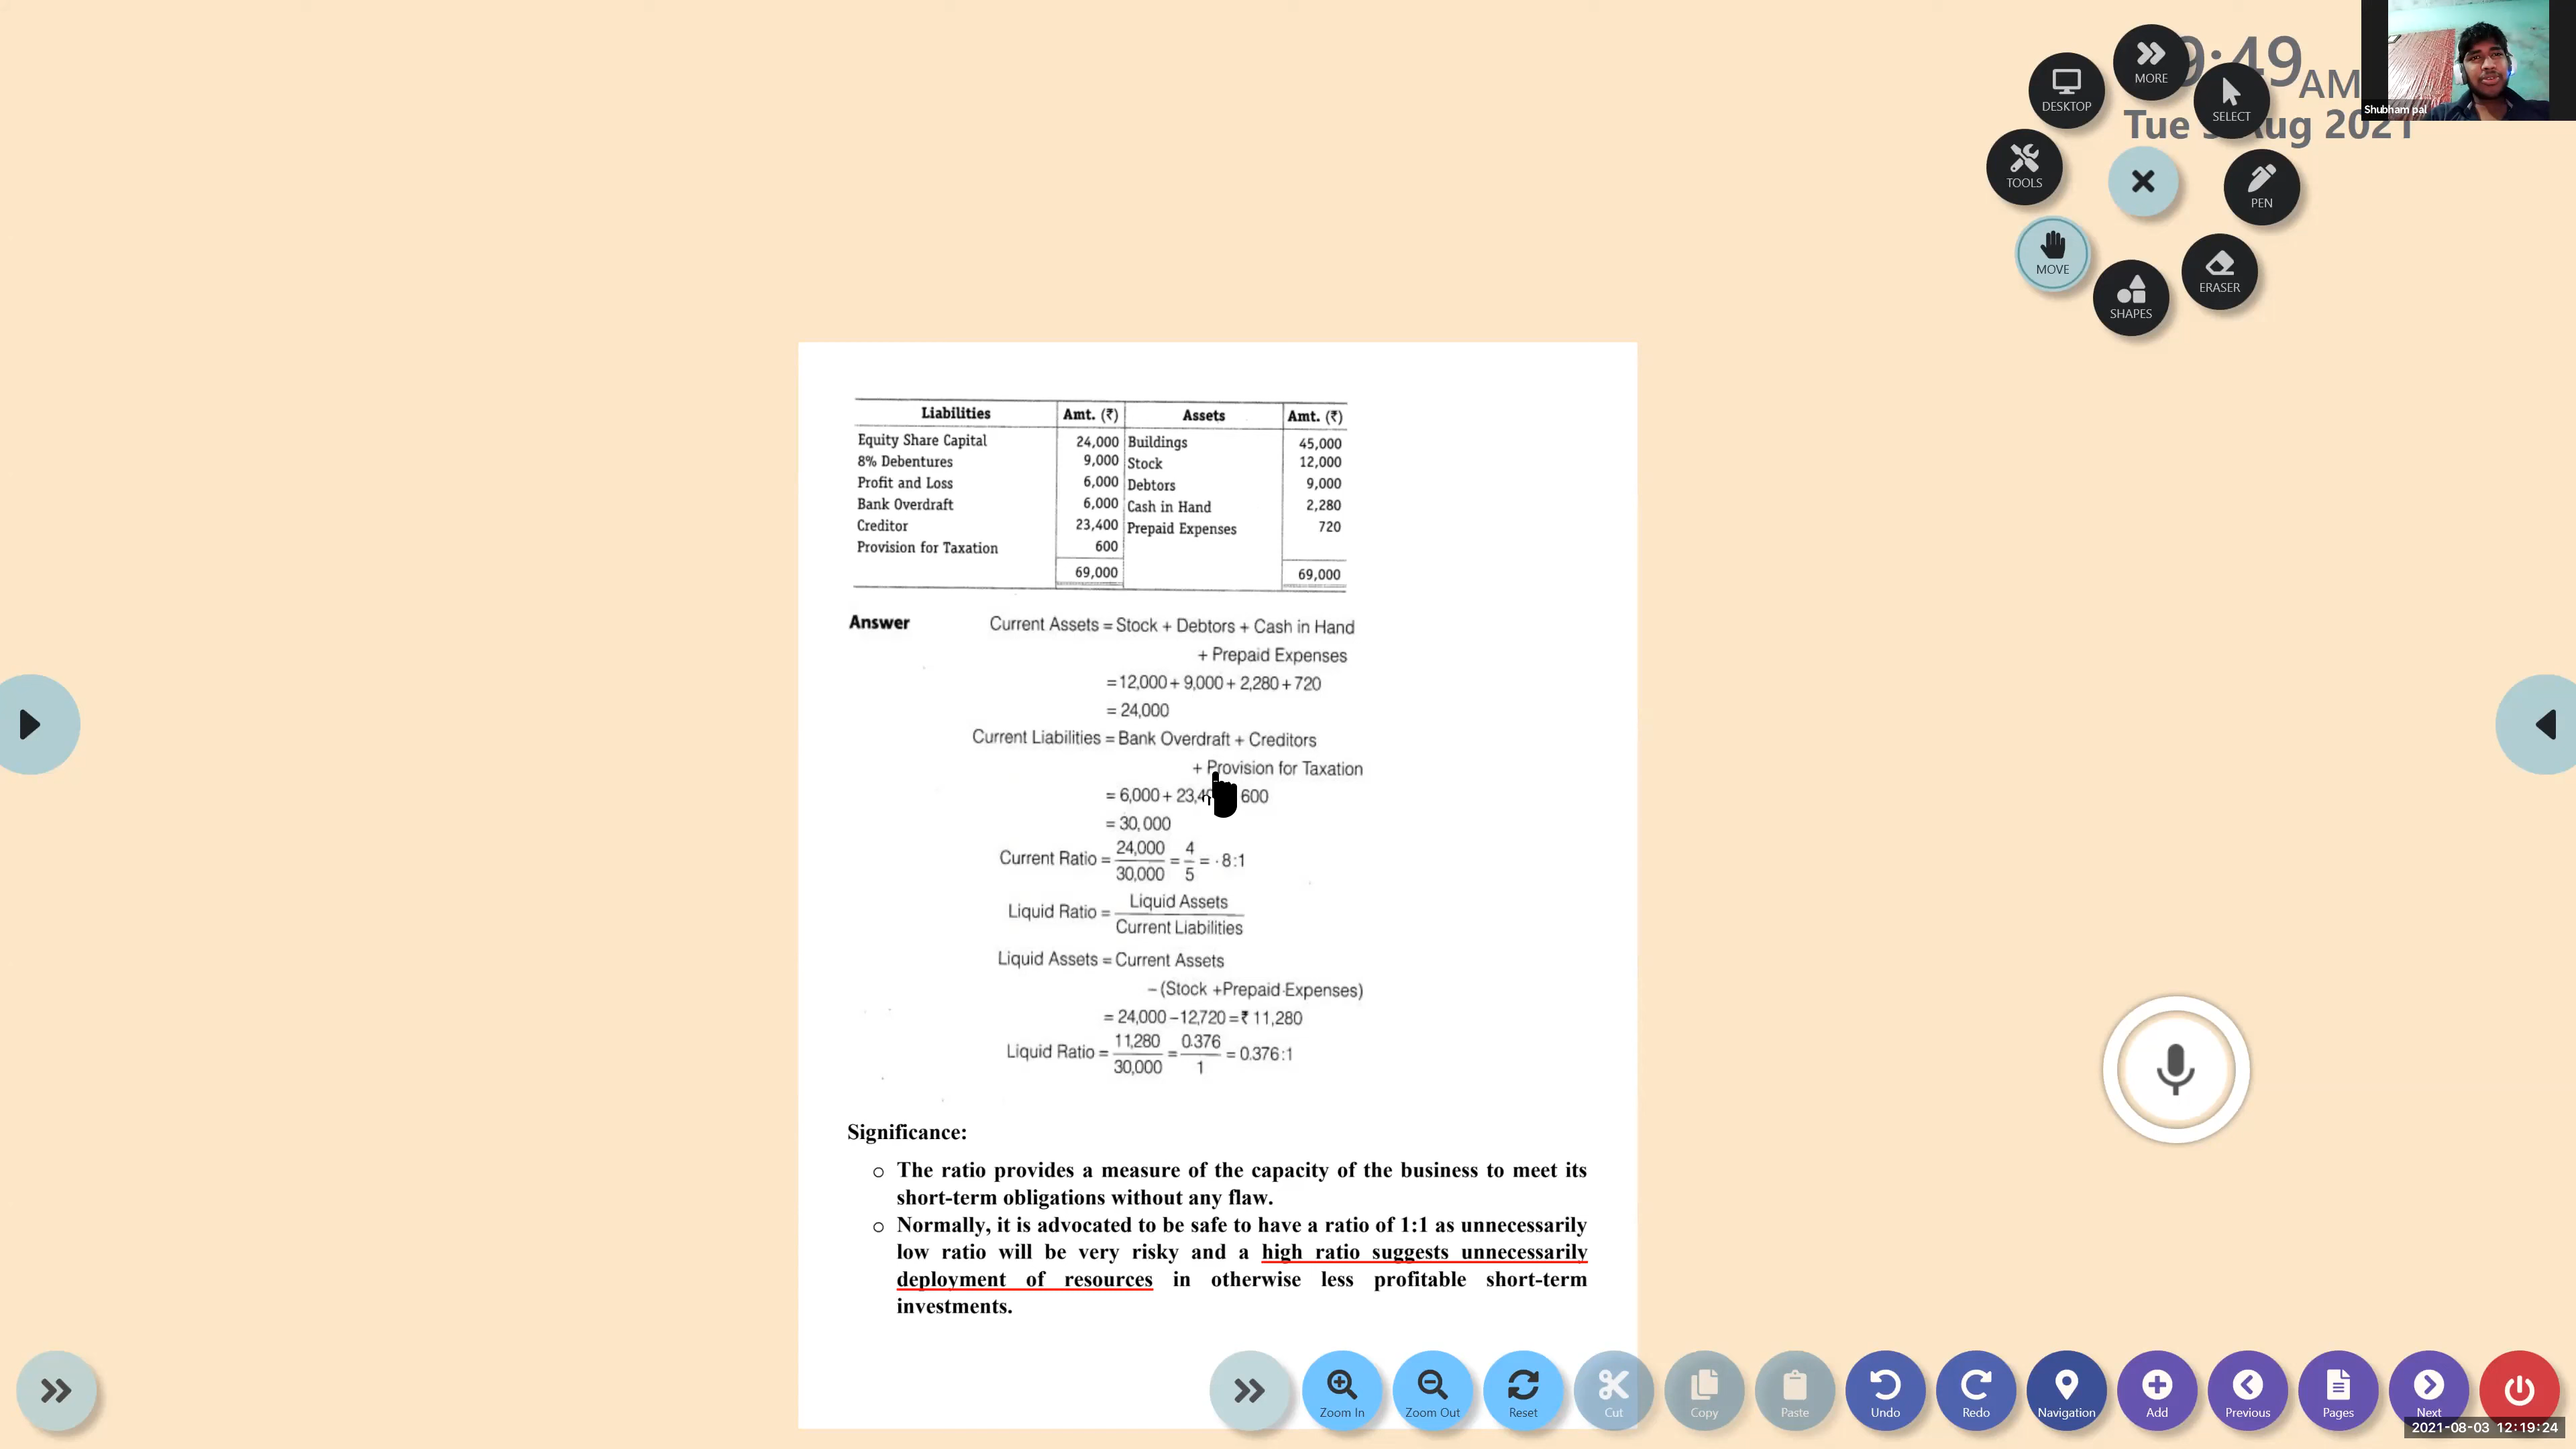 9:49 AM
Tue 3 Aug 2021
Shubham pal
MORE
DESKTOP
SELECT
TOOLS
PEN
MOVE
ERASER
SHAPES
Liabilities Amt. (₹) Assets Amt. (₹)
Equity Share Capital 24,000 Buildings 45,000
8% Debentures 9,000 Stock 12,000
Profit and Loss 6,000 Debtors 9,000
Bank Overdraft 6,000 Cash in Hand 2,280
Creditor 23,400 Prepaid Expenses 720
Provision for Taxation 600
69,000 69,000
Answer Current Assets = Stock + Debtors + Cash in Hand
+ Prepaid Expenses
= 12,000 + 9,000 + 2,280 + 720
= 24,000
Current Liabilities = Bank Overdraft + Creditors
+ Provision for Taxation
= 6,000 + 600
= 30,000
Current Ratio = 24,000/30,000 = 4/5 = ·8:1
Liquid Ratio = Liquid Assets/Current Liabilities
Liquid Assets = Current Assets
– (Stock +Prepaid Expenses)
= 24,000 – 12,720 = ₹ 11,280
Liquid Ratio = 11,280/30,000 = 0.376/1 = 0.376:1
Significance:
o The ratio provides a measure of the capacity of the business to meet its
short-term obligations without any flaw.
o Normally, it is advocated to be safe to have a ratio of 1:1 as unnecessarily
low ratio will be very risky and a high ratio suggests unnecessarily
deployment of resources in otherwise less profitable short-term
investments.
Zoom In Zoom Out Reset Cut Copy Paste Undo Redo Navigation Add Previous Pages Next
2021-08-03 12:19:24